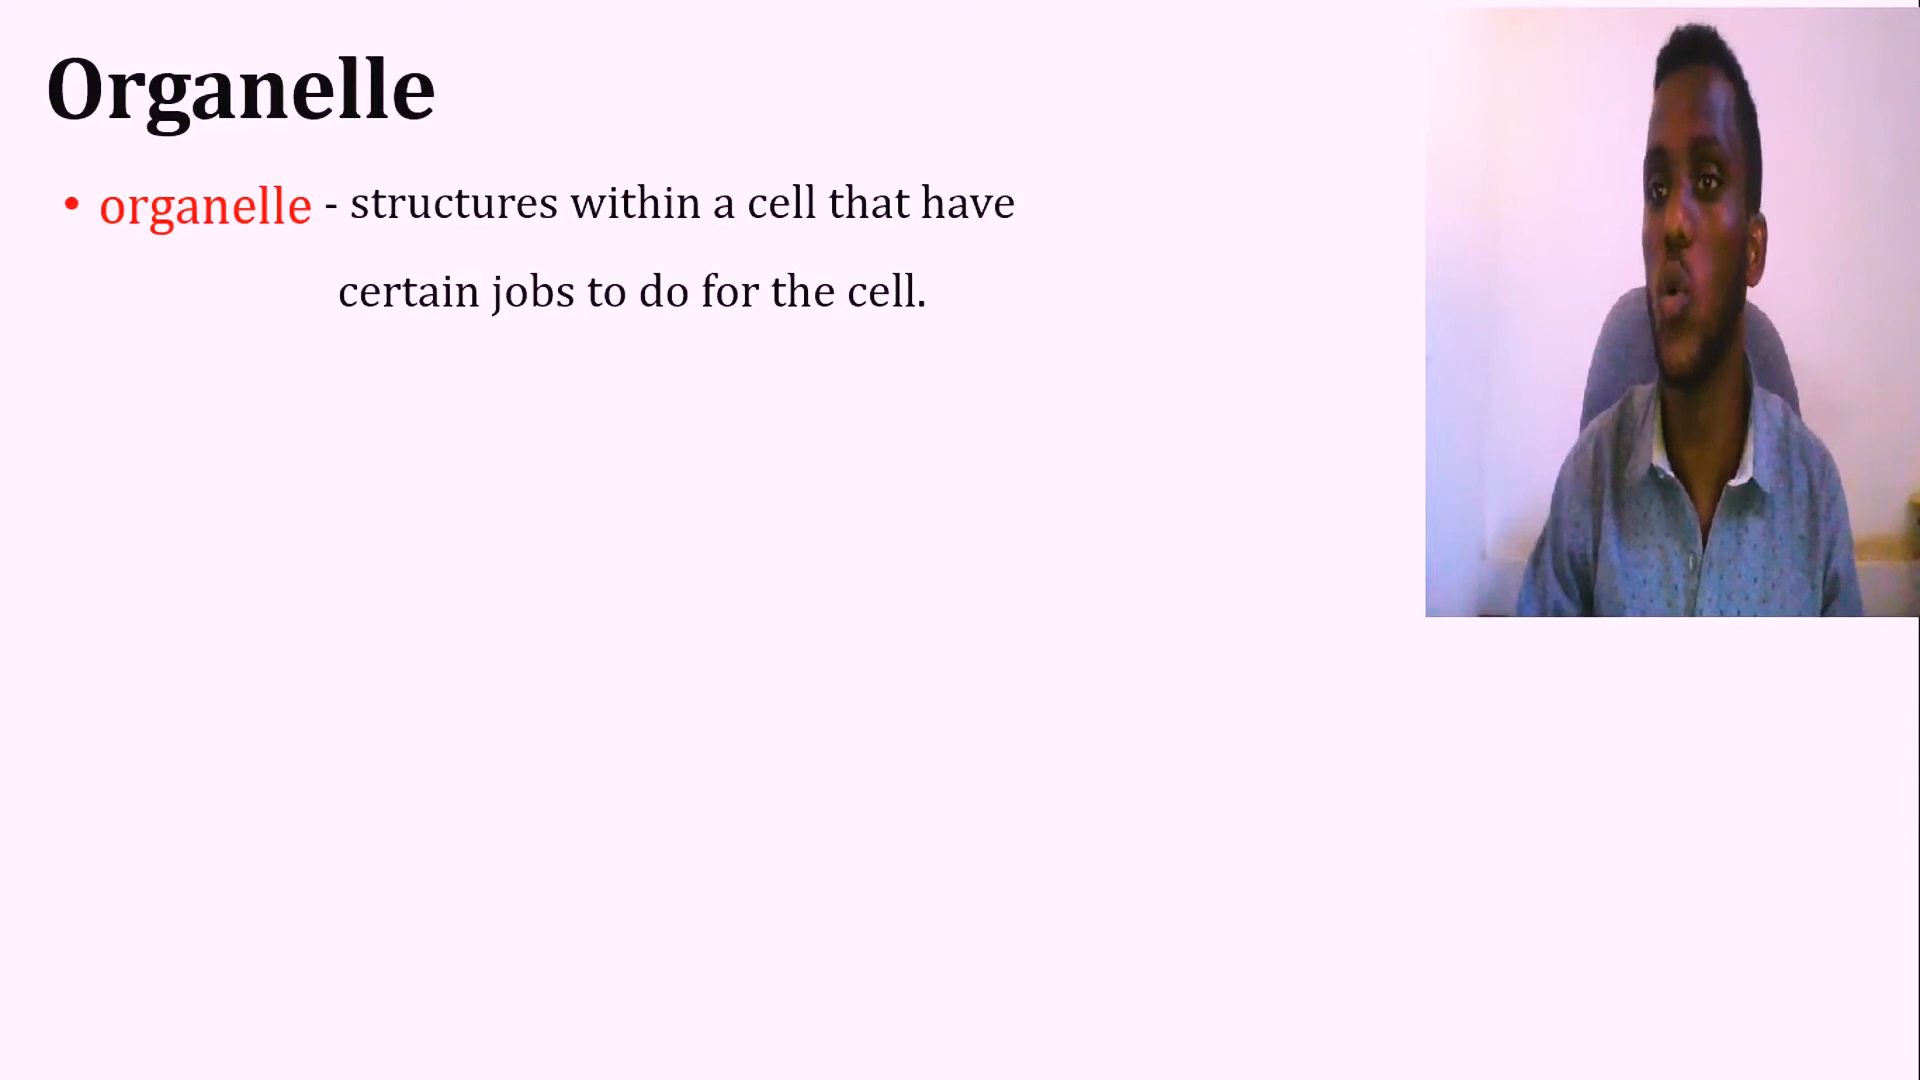 Organelle
• organelle - structures within a cell that have
certain jobs to do for the cell.